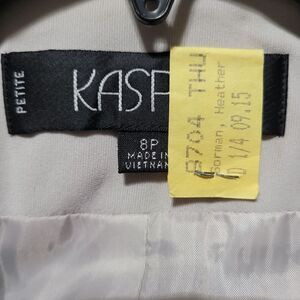 PETITE
KASP
8P
MADE IN
VIETNAM
8704 THU
Gorman, Heather
D 1/4 09.15